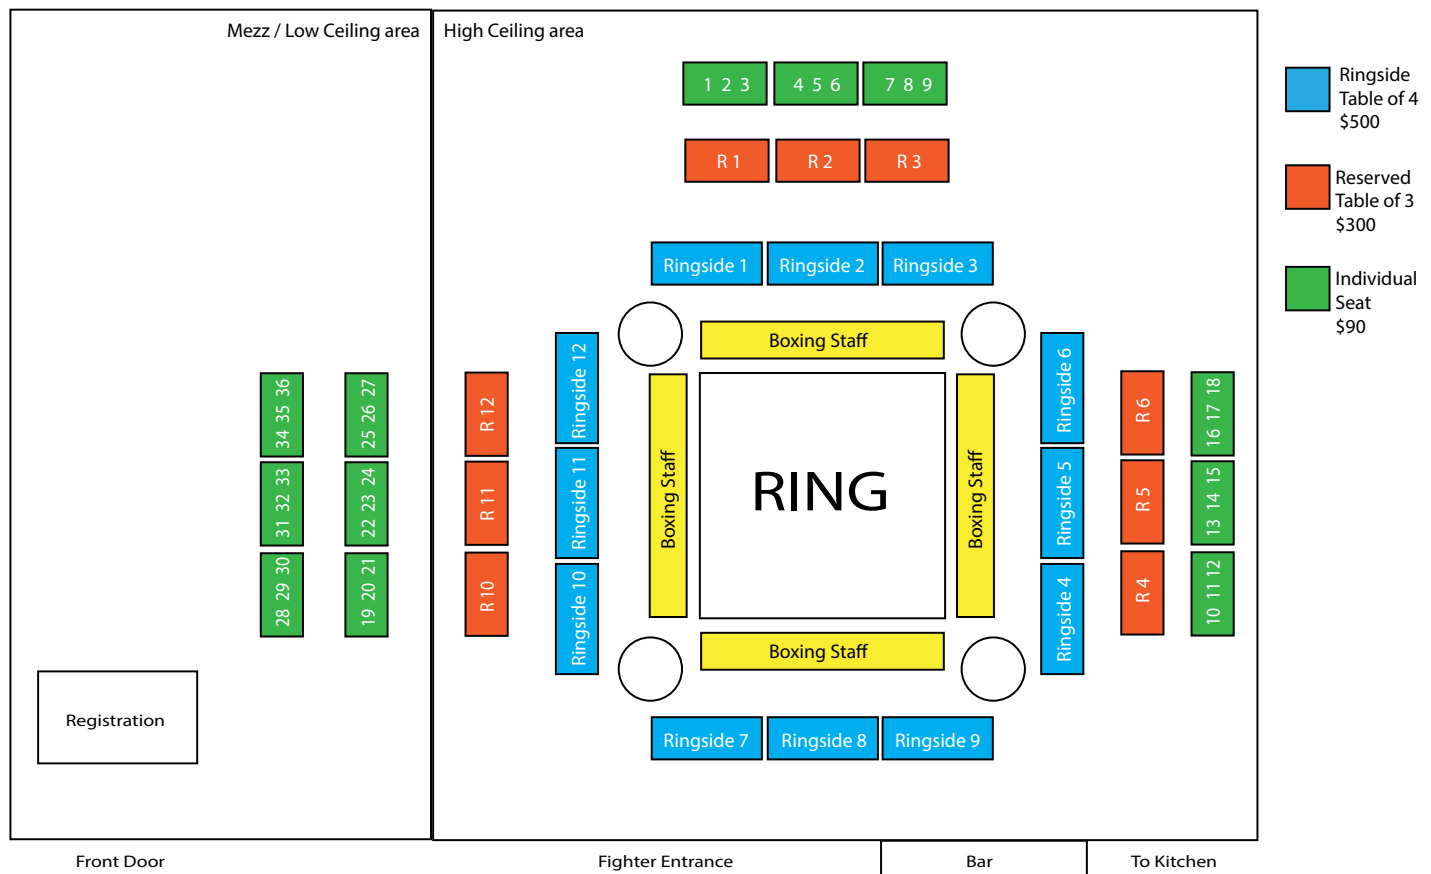 Mezz / Low Ceiling area
High Ceiling area
1 2 3
4 5 6
7 8 9
R 1
R 2
R 3
Ringside 1
Ringside 2
Ringside 3
Boxing Staff
Ringside 12
Ringside 11
Ringside 10
R 12
R 11
R 10
34 35 36
31 32 33
28 29 30
25 26 27
22 23 24
19 20 21
Boxing Staff
RING
Boxing Staff
Ringside 6
Ringside 5
Ringside 4
R 6
R 5
R 4
16 17 18
13 14 15
10 11 12
Boxing Staff
Ringside 7
Ringside 8
Ringside 9
Registration
Front Door
Fighter Entrance
Bar
To Kitchen
Ringside
Table of 4
$500
Reserved
Table of 3
$300
Individual
Seat
$90